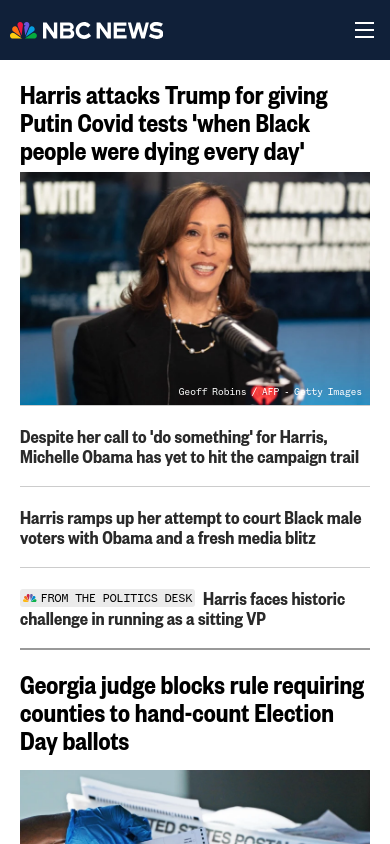 NBC NEWS
Harris attacks Trump for giving
Putin Covid tests 'when Black
people were dying every day'
L WITH
AN AUDIO TO
KAMALA HARRIS
CHARLAMAGNE
PEOPLE
Geoff Robins / AFP - Getty Images
Despite her call to 'do something' for Harris,
Michelle Obama has yet to hit the campaign trail
Harris ramps up her attempt to court Black male
voters with Obama and a fresh media blitz
FROM THE POLITICS DESK Harris faces historic
challenge in running as a sitting VP
Georgia judge blocks rule requiring
counties to hand-count Election
Day ballots
STATES POSTAL